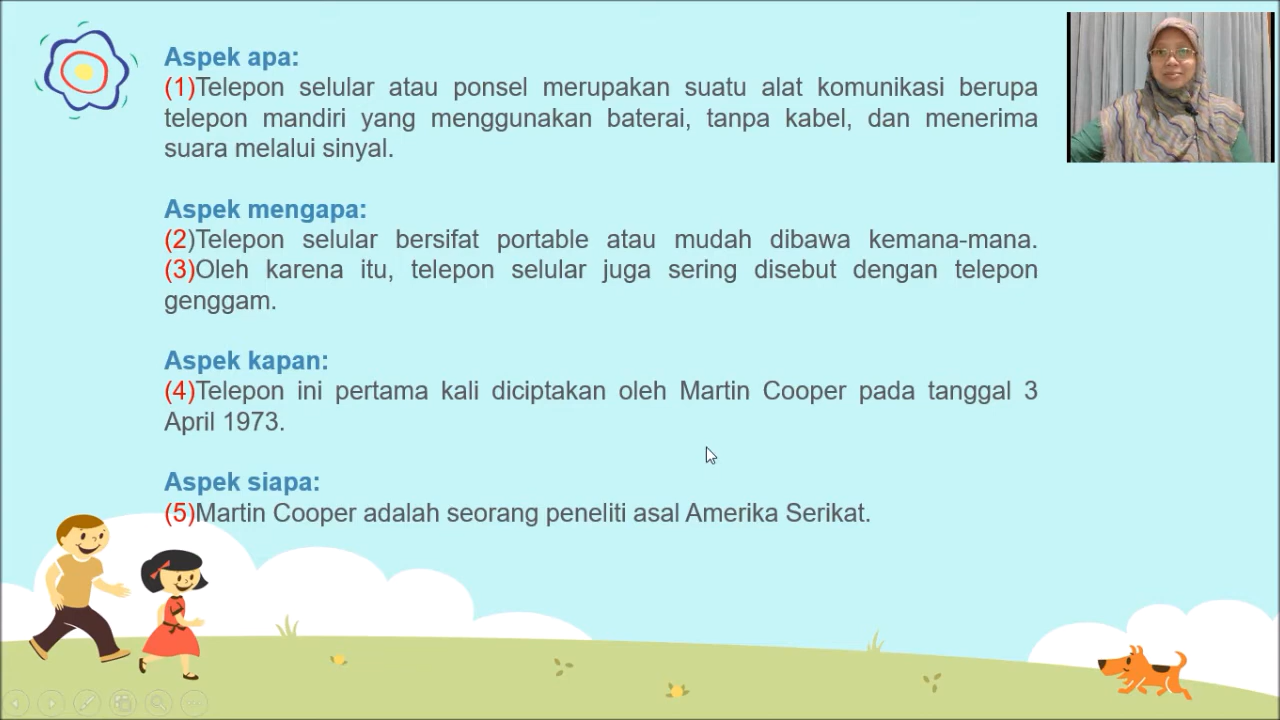 Aspek apa:
(1)Telepon selular atau ponsel merupakan suatu alat komunikasi berupa
telepon mandiri yang menggunakan baterai, tanpa kabel, dan menerima
suara melalui sinyal.
Aspek mengapa:
(2)Telepon selular bersifat portable atau mudah dibawa kemana-mana.
(3)Oleh karena itu, telepon selular juga sering disebut dengan telepon
genggam.
Aspek kapan:
(4)Telepon ini pertama kali diciptakan oleh Martin Cooper pada tanggal 3
April 1973.
Aspek siapa:
(5)Martin Cooper adalah seorang peneliti asal Amerika Serikat.